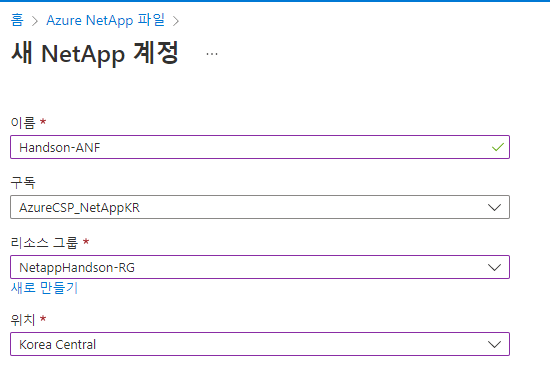 홈 > Azure NetApp 파일 >
새 NetApp 계정 ...
이름 *
Handson-ANF
구독
AzureCSP_NetAppKR
리소스 그룹 *
NetappHandson-RG
새로 만들기
위치 *
Korea Central